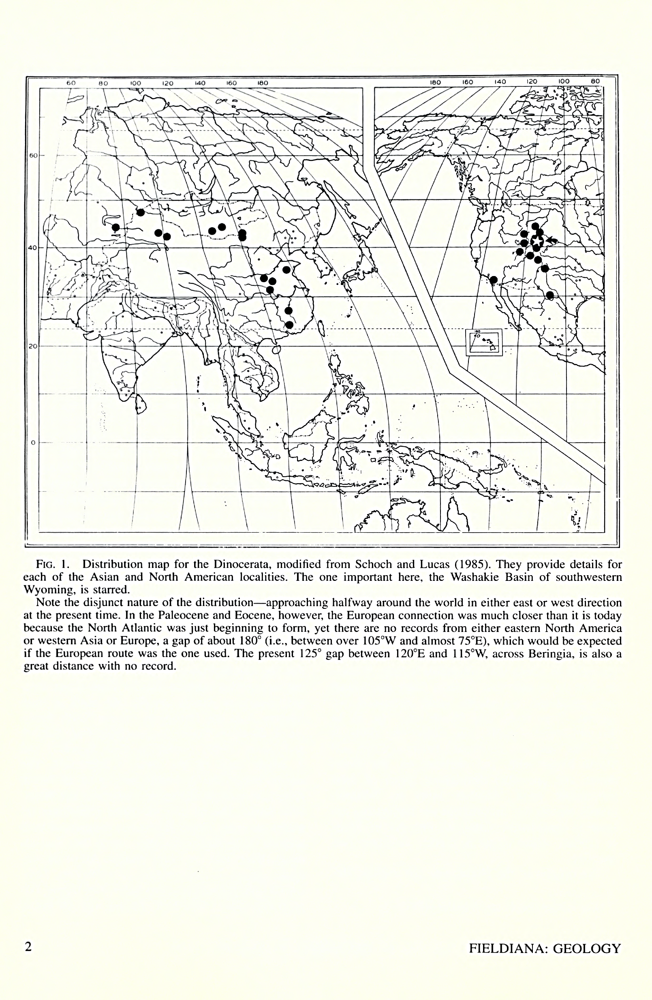 60 80 100 120 140 160 180 180 160 140 120 100 80
60
40
20
160
0
FIG. 1. Distribution map for the Dinocerata, modified from Schoch and Lucas (1985). They provide details for
each of the Asian and North American localities. The one important here, the Washakie Basin of southwestern
Wyoming, is starred.
Note the disjunct nature of the distribution—approaching halfway around the world in either east or west direction
at the present time. In the Paleocene and Eocene, however, the European connection was much closer than it is today
because the North Atlantic was just beginning to form, yet there are no records from either eastern North America
or western Asia or Europe, a gap of about 180° (i.e., between over 105°W and almost 75°E), which would be expected
if the European route was the one used. The present 125° gap between 120°E and 115°W, across Beringia, is also a
great distance with no record.
2 FIELDIANA: GEOLOGY